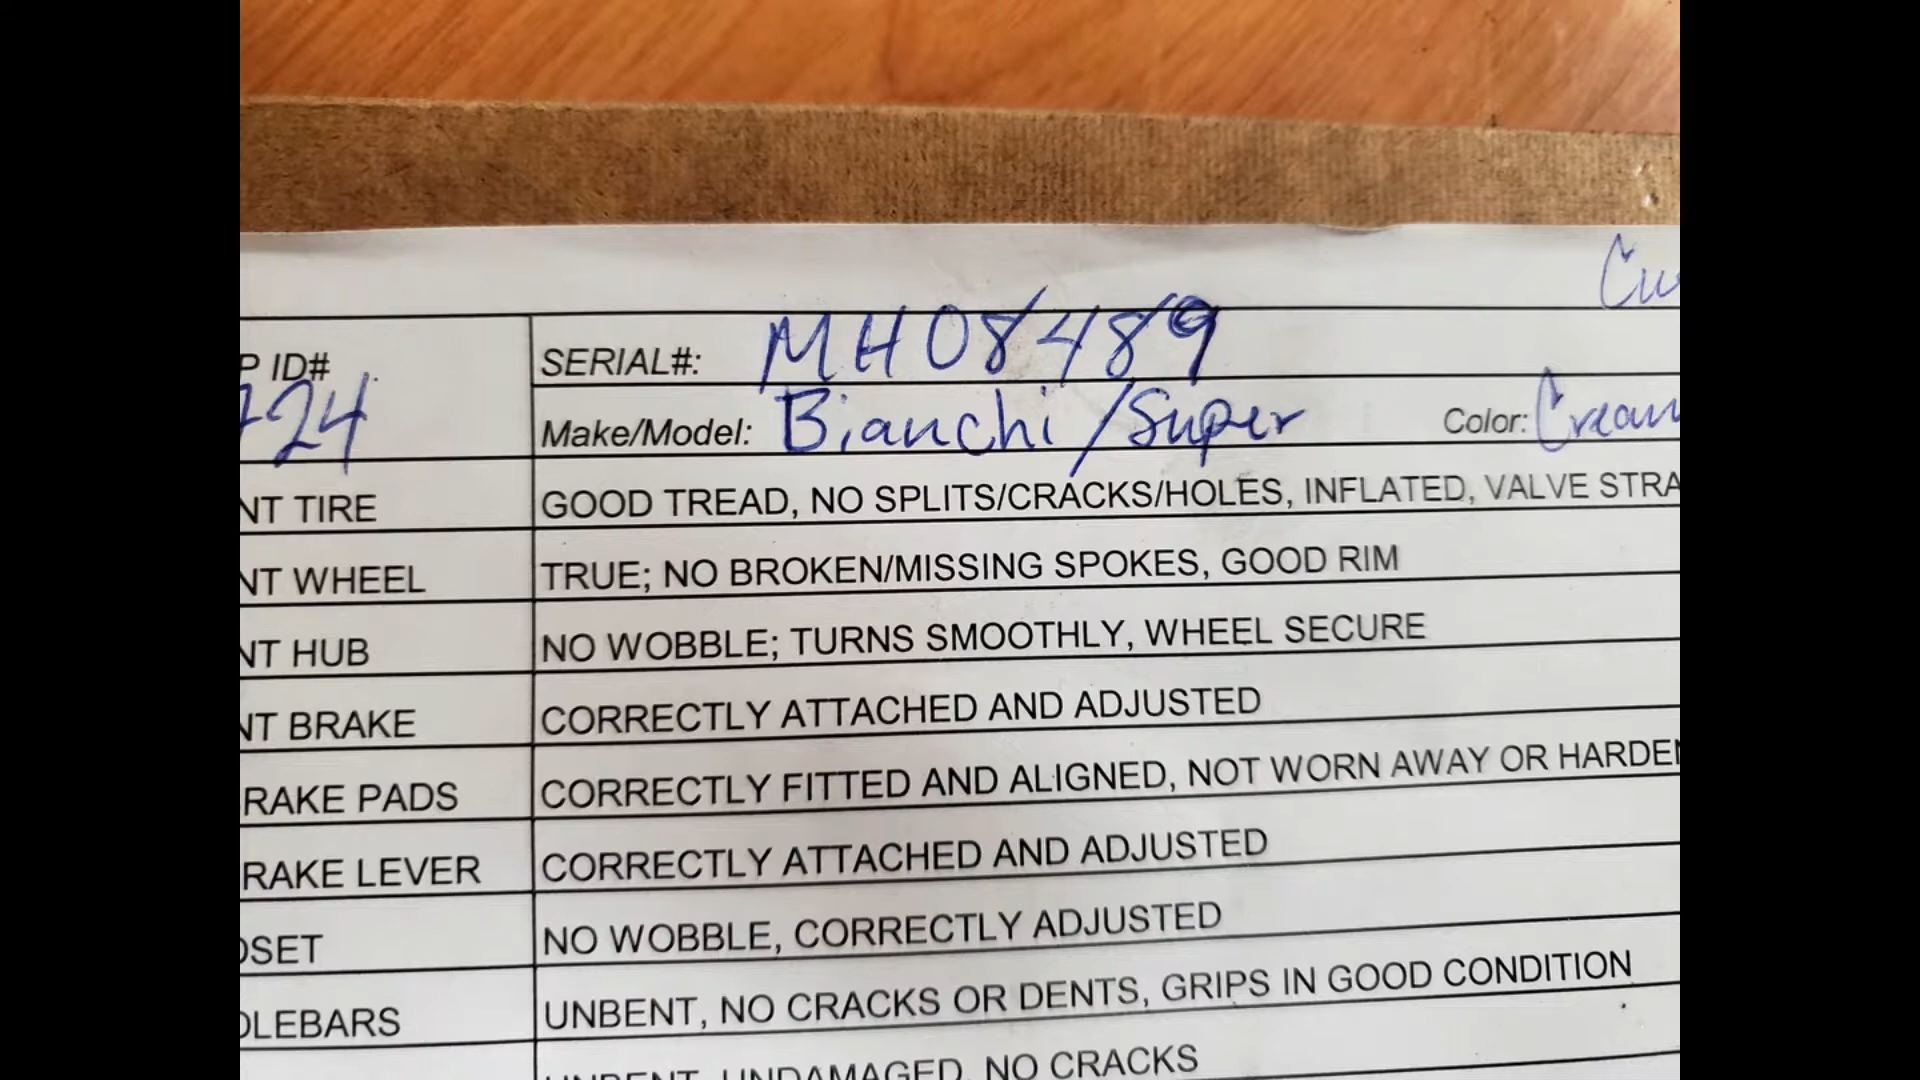 Cu
P ID#
724
SERIAL#: MH08489
Make/Model: Bianchi/Super Color: Cream
NT TIRE GOOD TREAD, NO SPLITS/CRACKS/HOLES, INFLATED, VALVE STRA
NT WHEEL TRUE; NO BROKEN/MISSING SPOKES, GOOD RIM
NT HUB NO WOBBLE; TURNS SMOOTHLY, WHEEL SECURE
NT BRAKE CORRECTLY ATTACHED AND ADJUSTED
RAKE PADS CORRECTLY FITTED AND ALIGNED, NOT WORN AWAY OR HARDE
RAKE LEVER CORRECTLY ATTACHED AND ADJUSTED
DSET NO WOBBLE, CORRECTLY ADJUSTED
DLEBARS UNBENT, NO CRACKS OR DENTS, GRIPS IN GOOD CONDITION
UNBENT, UNDAMAGED, NO CRACKS